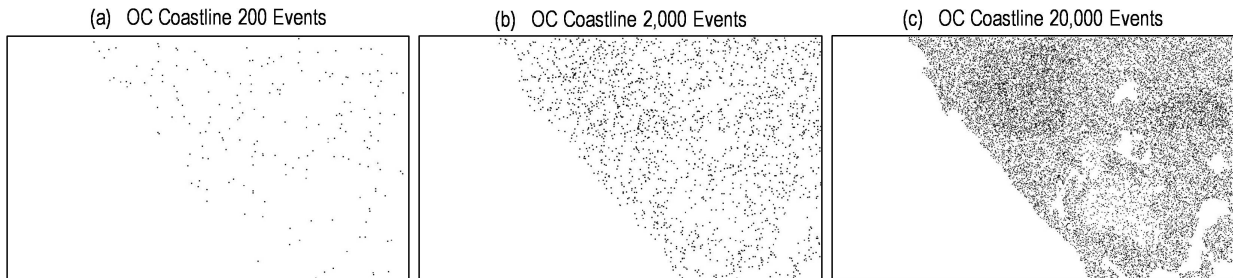 (a) OC Coastline 200 Events
(b) OC Coastline 2,000 Events
(c) OC Coastline 20,000 Events